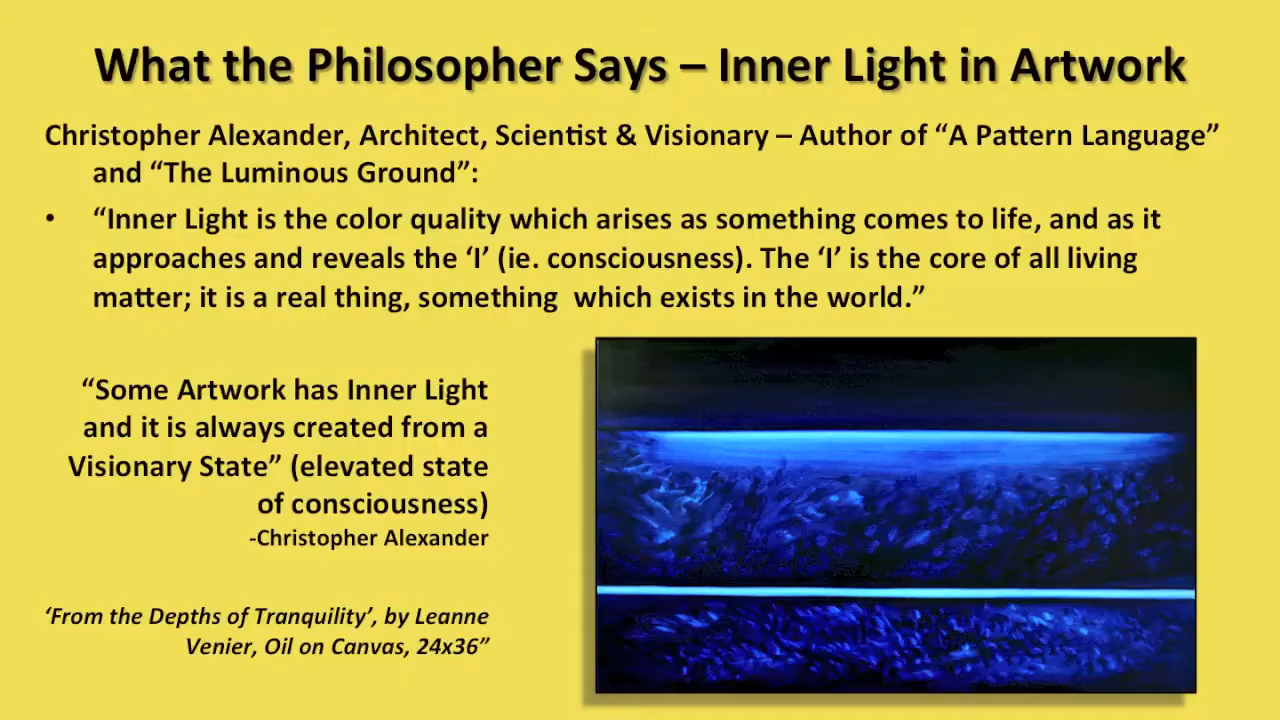 What the Philosopher Says – Inner Light in Artwork
Christopher Alexander, Architect, Scientist & Visionary – Author of “A Pattern Language”
and “The Luminous Ground”:
• “Inner Light is the color quality which arises as something comes to life, and as it
approaches and reveals the ‘I’ (ie. consciousness). The ‘I’ is the core of all living
matter; it is a real thing, something  which exists in the world.”
“Some Artwork has Inner Light
and it is always created from a
Visionary State” (elevated state
of consciousness)
-Christopher Alexander
‘From the Depths of Tranquility’, by Leanne
Venier, Oil on Canvas, 24x36”